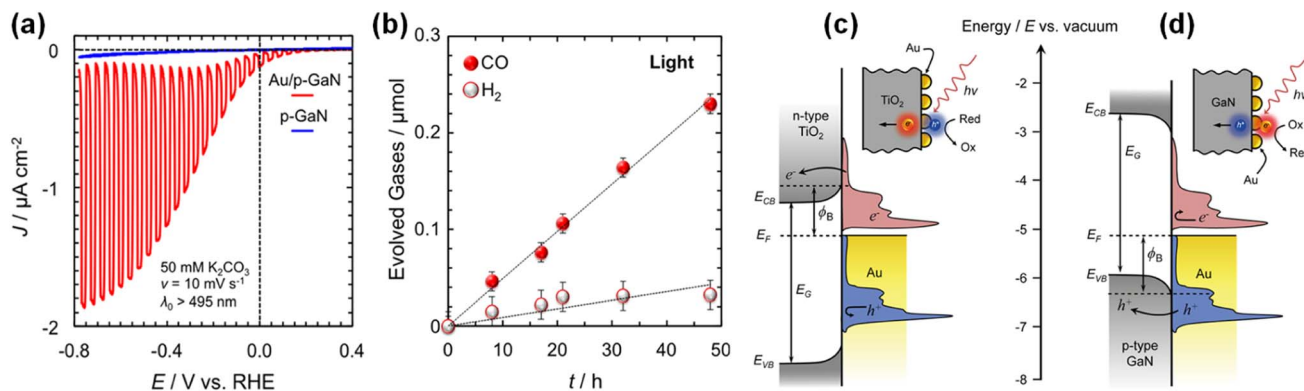 (a)
0
-1
-2
J / μA cm-2
Au/p-GaN
p-GaN
50 mM K2CO3
v = 10 mV s-1
λ0 > 495 nm
-0.8
-0.4
0.0
0.4
E / V vs. RHE
(b)
0.3
0.2
0.1
0.0
Evolved Gases / μmol
CO
H2
Light
0
10
20
30
40
50
t / h
(c)
Au
TiO2
hν
e-
h+
Red
Ox
n-type
TiO2
e-
ECB
ϕB
e-
EF
EG
Au
h+
EVB
Energy / E vs. vacuum
-2
-3
-4
-5
-6
-7
-8
(d)
GaN
hν
h+
e-
Ox
Re
Au
ECB
EG
e-
EF
ϕB
Au
EVB
h+
h+
p-type
GaN